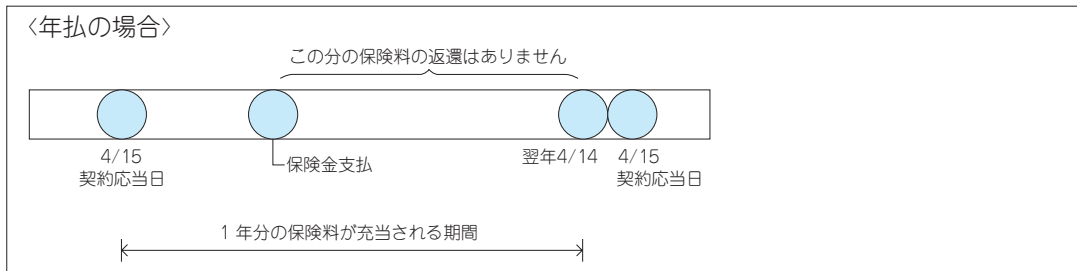 〈年払の場合〉
この分の保険料の返還はありません
4/15
契約応当日
保険金支払
翌年4/14
4/15
契約応当日
1 年分の保険料が充当される期間